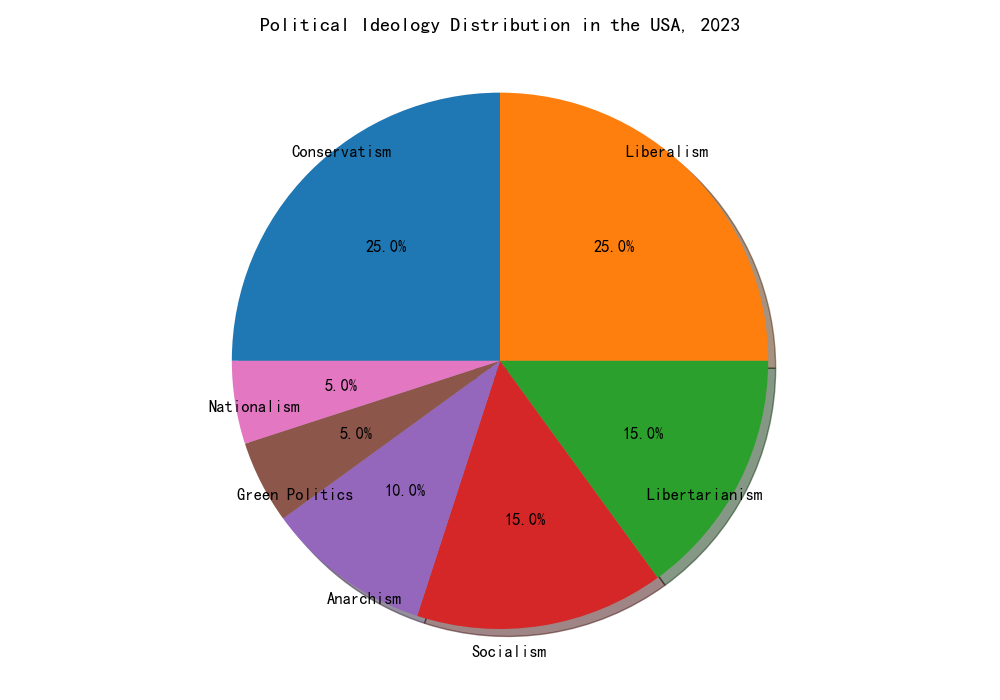 Political Ideology Distribution in the USA, 2023
Conservatism
Liberalism
25.0%
25.0%
5.0%
Nationalism
5.0%
15.0%
10.0%
Green Politics
Libertarianism
15.0%
Anarchism
Socialism